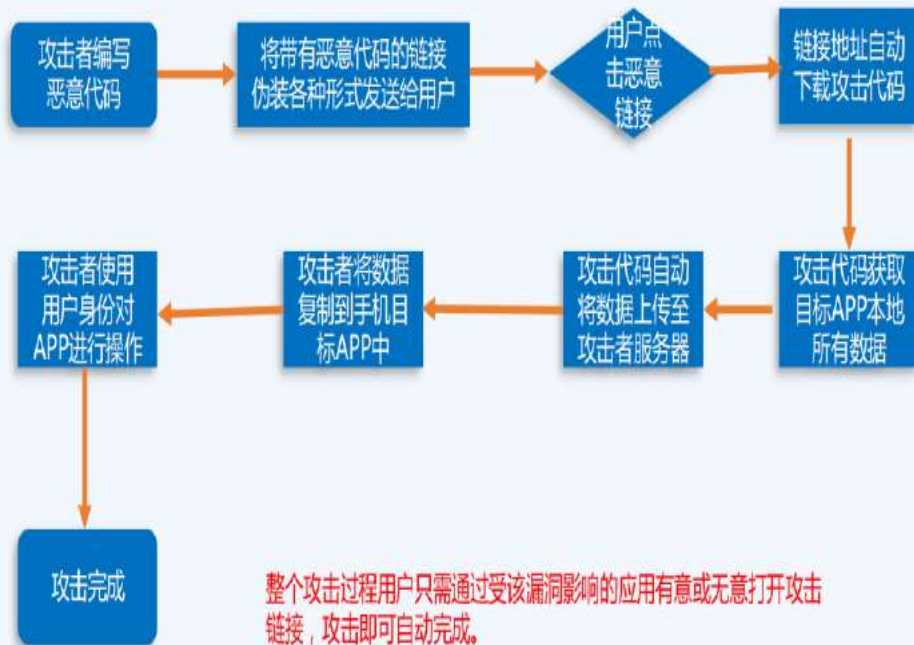 攻击者编写
恶意代码
将带有恶意代码的链接
伪装各种形式发送给用户
用户点
击恶意
链接
链接地址自动
下载攻击代码
攻击者使用
用户身份对
APP进行操作
攻击者将数据
复制到手机目
标APP中
攻击代码自动
将数据上传至
攻击者服务器
攻击代码获取
目标APP本地
所有数据
攻击完成
整个攻击过程用户只需通过受该漏洞影响的应用有意或无意打开攻击
链接，攻击即可自动完成。